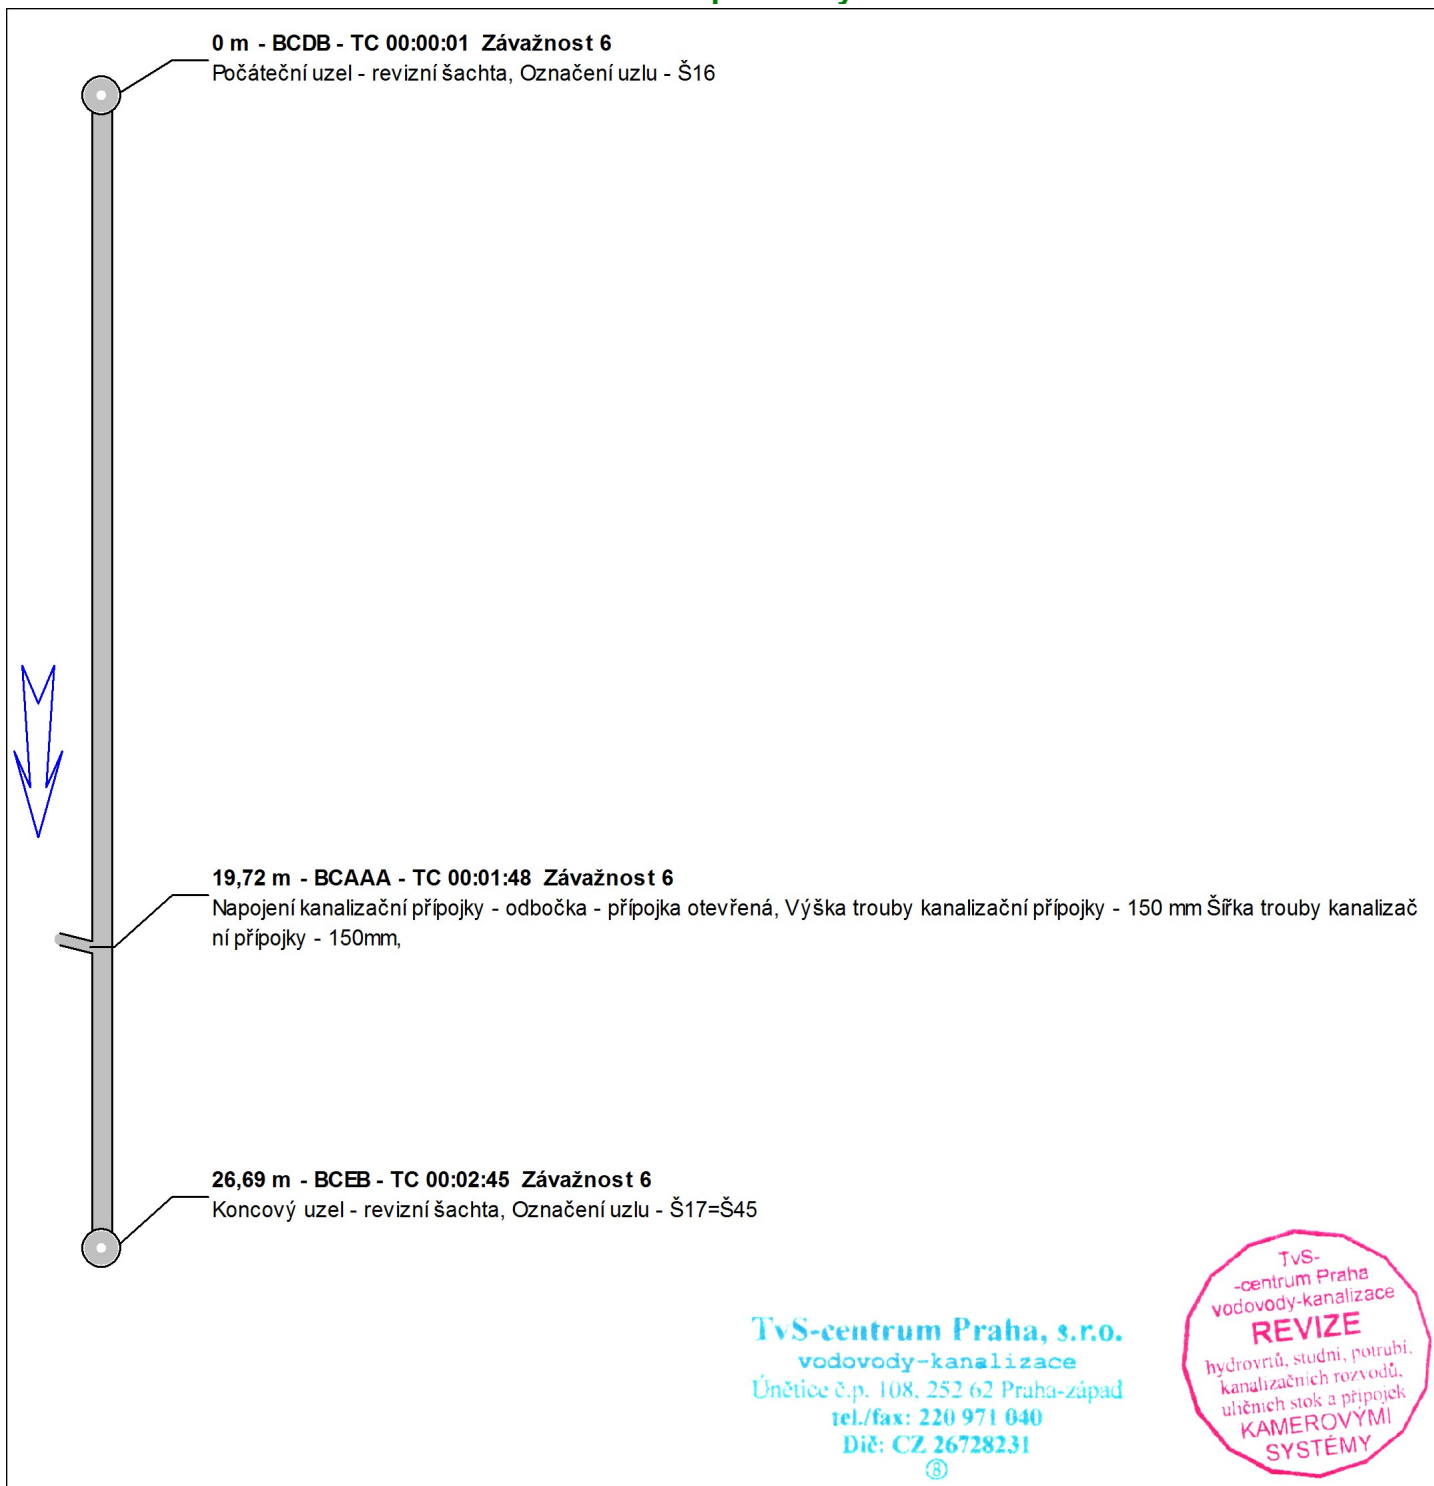 0 m - BCDB - TC 00:00:01 Závažnost 6
Počáteční uzel - revizní šachta, Označení uzlu - Š16
19,72 m - BCAAA - TC 00:01:48 Závažnost 6
Napojení kanalizační přípojky - odbočka - přípojka otevřená, Výška trouby kanalizační přípojky - 150 mm Šířka trouby kanalizač
ní přípojky - 150mm,
26,69 m - BCEB - TC 00:02:45 Závažnost 6
Koncový uzel - revizní šachta, Označení uzlu - Š17=Š45
TvS-centrum Praha, s.r.o.
vodovody-kanalizace
Únětice č.p. 108, 252 62 Praha-západ
tel./fax: 220 971 040
Dič: CZ 26728231
⑧
TvS-
-centrum Praha
vodovody-kanalizace
REVIZE
hydrovrtů, studní, potrubí,
kanalizačních rozvodů,
uličních stok a přípojek
KAMEROVÝMI
SYSTÉMY